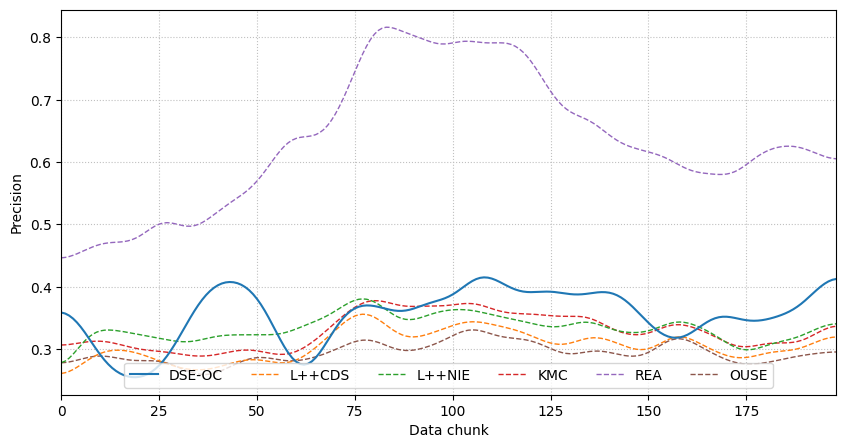 Precision
0.8
0.7
0.6
0.5
0.4
0.3
DSE-OC L++CDS L++NIE KMC REA OUSE
0 25 50 75 100 125 150 175
Data chunk